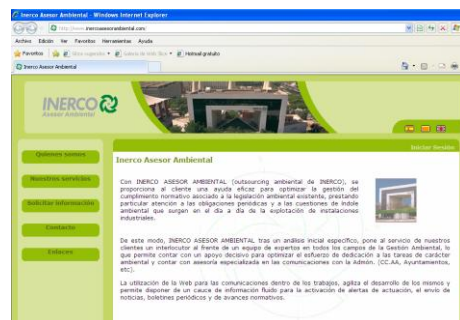 Inerco Asesor Ambiental - Windows Internet Explorer
Archivo Edición Ver Favoritos Herramientas Ayuda
Favoritos Hotmail gratuito
Inerco Asesor Ambiental
INERCO
Asesor Ambiental
Iniciar Sesión
Quienes somos
Nuestros servicios
Solicitar información
Contacto
Enlaces
Inerco Asesor Ambiental
Con INERCO ASESOR AMBIENTAL (outsourcing ambiental de INERCO), se
proporciona al cliente una ayuda eficaz para optimizar la gestión del
cumplimiento normativo asociado a la legislación ambiental existente, prestando
particular atención a las obligaciones periódicas y a las cuestiones de índole
ambiental que surgen en el día a día de la explotación de instalaciones
industriales.
De este modo, INERCO ASESOR AMBIENTAL tras un análisis inicial específico, pone al servicio de nuestros
clientes un interlocutor al frente de un equipo de expertos en todos los campos de la Gestión Ambiental, lo
que permite contar con un apoyo decisivo para optimizar el esfuerzo de dedicación a las tareas de carácter
ambiental y contar con asesoría especializada en las comunicaciones con la Admón. (CC.AA, Ayuntamientos,
etc).
La utilización de la Web para las comunicaciones dentro de los trabajos, agiliza el desarrollo de los mismos y
permite disponer de un cauce de información fluido para la activación de alertas de actuación, el envío de
noticias, boletines periódicos y de avances normativos.